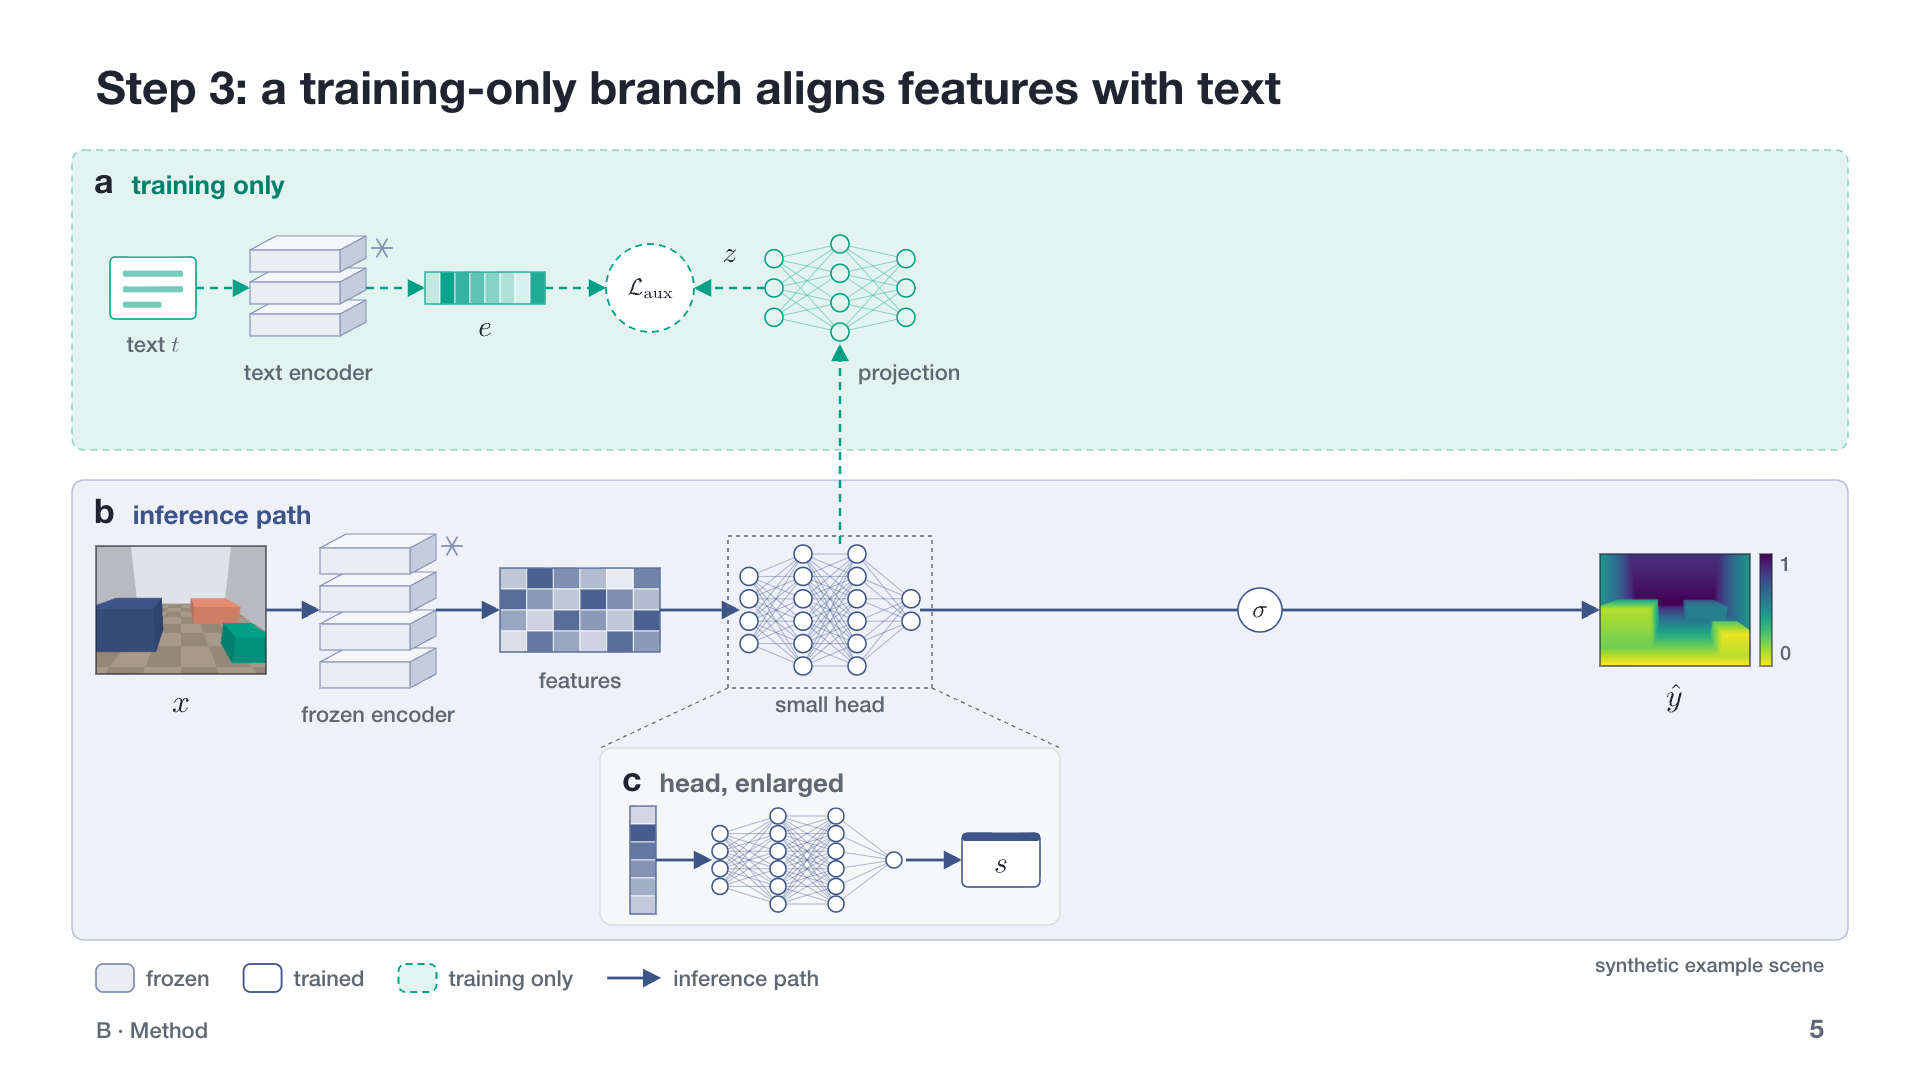 Step 3: a training-only branch aligns features with text
a training only
z
ℒaux
e
text t
text encoder
projection
b inference path
1
σ
0
features
x
frozen encoder
small head
ŷ
c head, enlarged
s
frozen
trained
training only
inference path
synthetic example scene
B · Method
5